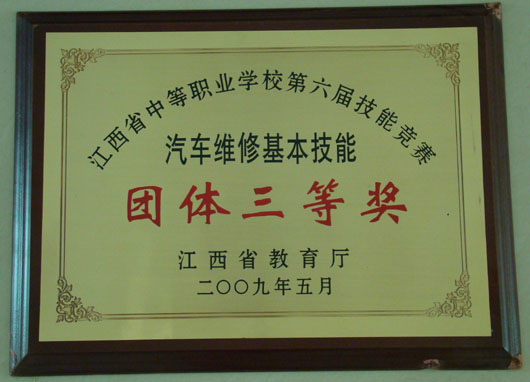 江西省中等职业学校第六届技能竞赛
汽车维修基本技能
团体三等奖
江西省教育厅
二〇〇九年五月